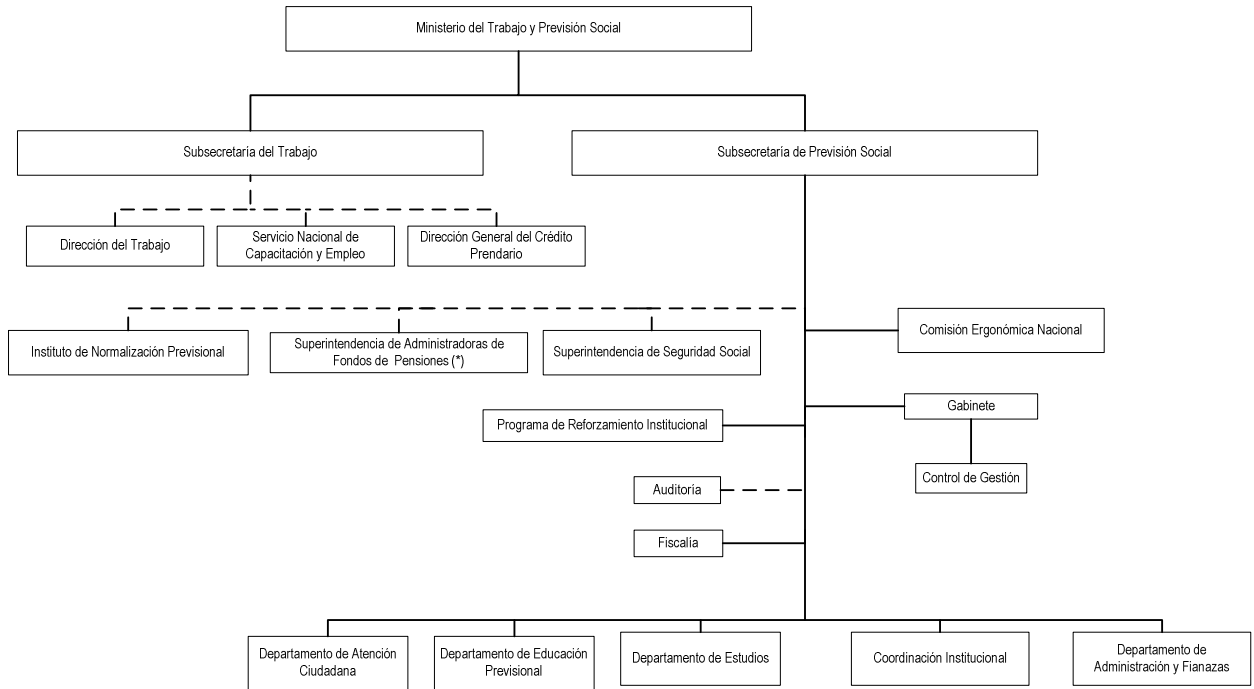 Ministerio del Trabajo y Previsión Social
Subsecretaría del Trabajo
Subsecretaría de Previsión Social
Dirección del Trabajo
Servicio Nacional de
Capacitación y Empleo
Dirección General del Crédito
Prendario
Instituto de Normalización Previsional
Superintendencia de Administradoras de
Fondos de Pensiones (*)
Superintendencia de Seguridad Social
Comisión Ergonómica Nacional
Gabinete
Programa de Reforzamiento Institucional
Control de Gestión
Auditoría
Fiscalía
Departamento de Atención
Ciudadana
Departamento de Educación
Previsional
Departamento de Estudios
Coordinación Institucional
Departamento de
Administración y Fianazas